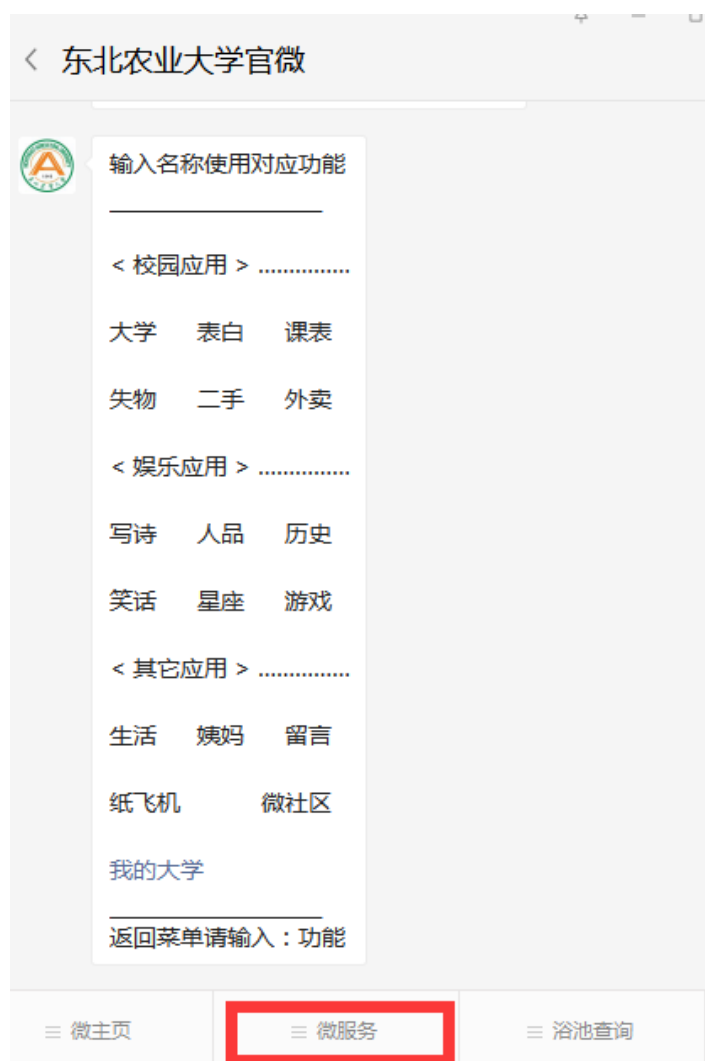 东北农业大学官微
输入名称使用对应功能
< 校园应用 > ...............
大学 表白 课表
失物 二手 外卖
< 娱乐应用 > ...............
写诗 人品 历史
笑话 星座 游戏
< 其它应用 > ...............
生活 姨妈 留言
纸飞机 微社区
我的大学
返回菜单请输入：功能
微主页 微服务 浴池查询